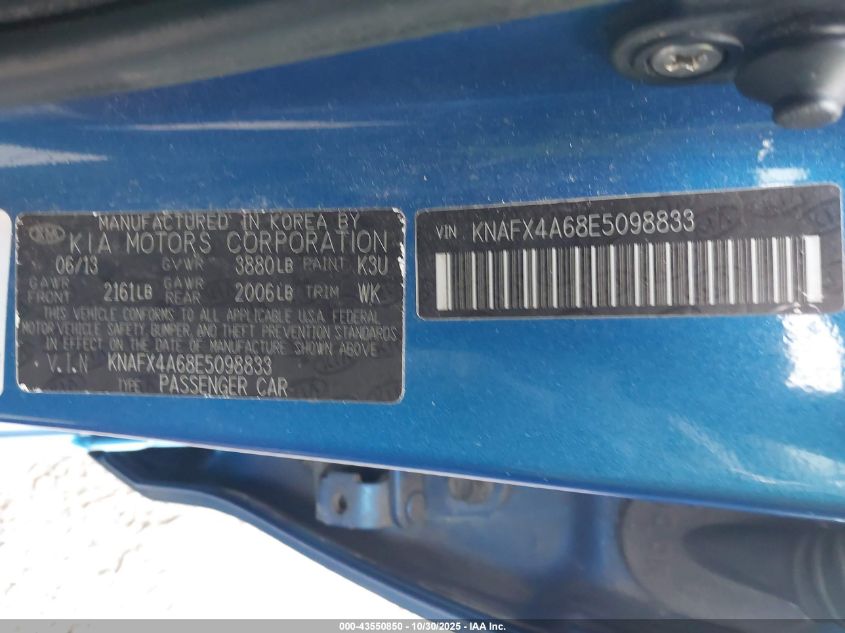 MANUFACTURED IN KOREA BY
KIA KIA MOTORS CORPORATION
06/13 GVWR 3880LB PAINT K3U
GAWR FRONT 2161LB GAWR REAR 2006LB TRIM WK
THIS VEHICLE CONFORMS TO ALL APPLICABLE U.S.A. FEDERAL
MOTOR VEHICLE SAFETY, BUMPER, AND THEFT PREVENTION STANDARDS
IN EFFECT ON THE DATE OF MANUFACTURE SHOWN ABOVE.
V.I.N KNAFX4A68E5098833
TYPE PASSENGER CAR
VIN KNAFX4A68E5098833
000-43550850 - 10/30/2025 - IAA Inc.